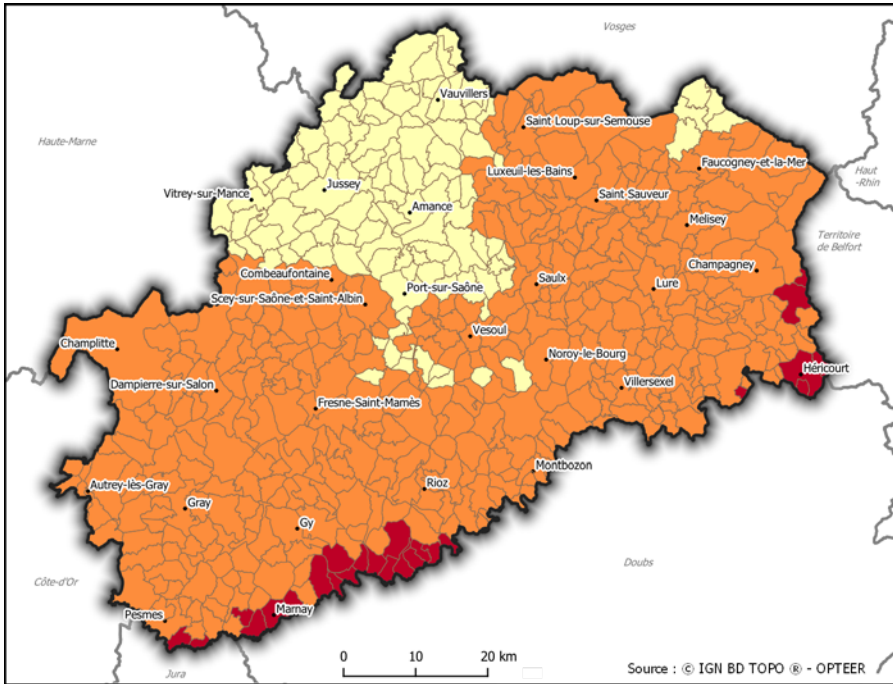 Vosges
Vauvillers
Saint Loup-sur-Semouse
Haute-Marne
Faucogney-et-la-Mer
Haut
-Rhin
Luxeuil-les-Bains
Vitrey-sur-Mance
Jussey
Saint-Sauveur
Amance
Melisey
Territoire
de Belfort
Combeaufontaine
Champagney
Saulx
Lure
Port-sur-Saône
Scey-sur-Saône-et-Saint-Albin
Vesoul
Champlitte
Noroy-le-Bourg
Héricourt
Dampierre-sur-Salon
Villersexel
Fresne-Saint-Mamès
Montbozon
Autrey-lès-Gray
Rioz
Gray
Gy
Doubs
Côte-d'Or
Pesmes
Marnay
0 10 20 km
Source : © IGN BD TOPO ® - OPTEER
Jura